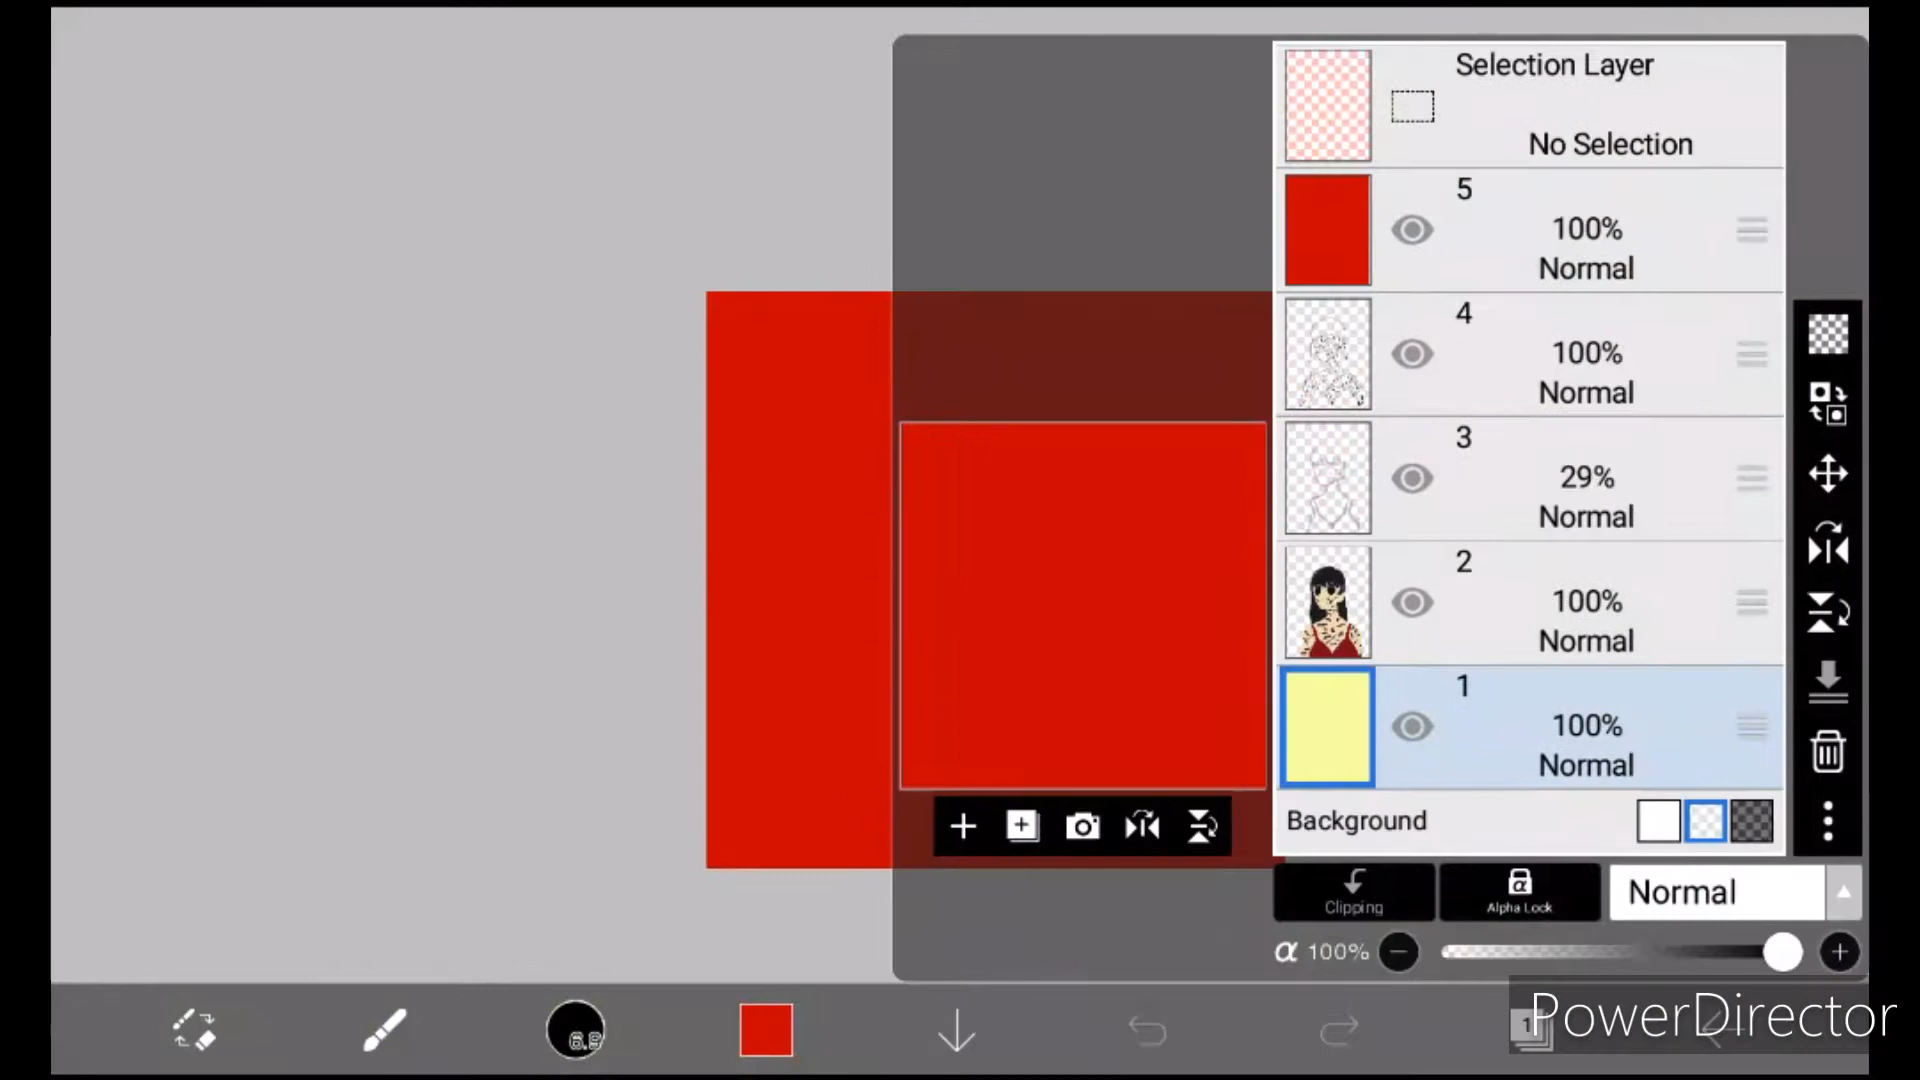 Selection Layer
No Selection
5
100%
Normal
4
100%
Normal
3
29%
Normal
2
100%
Normal
1
100%
Normal
Background
Clipping
α
Alpha Lock
Normal
α 100%
6.9
1
PowerDirector